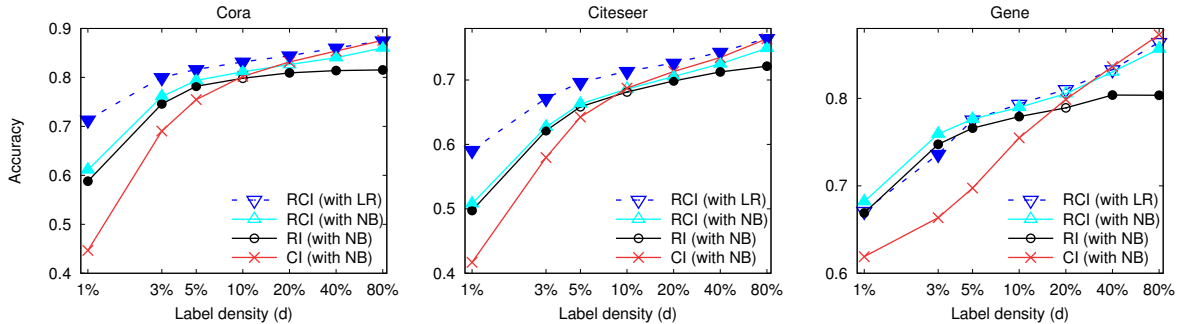 Cora
Accuracy
0.9
0.8
0.7
0.6
0.5
0.4
RCI (with LR)
RCI (with NB)
RI (with NB)
CI (with NB)
1% 3% 5% 10% 20% 40% 80%
Label density (d)
Citeseer
0.7
0.6
0.5
0.4
RCI (with LR)
RCI (with NB)
RI (with NB)
CI (with NB)
1% 3% 5% 10% 20% 40% 80%
Label density (d)
Gene
0.8
0.7
0.6
RCI (with LR)
RCI (with NB)
RI (with NB)
CI (with NB)
1% 3% 5% 10% 20% 40% 80%
Label density (d)